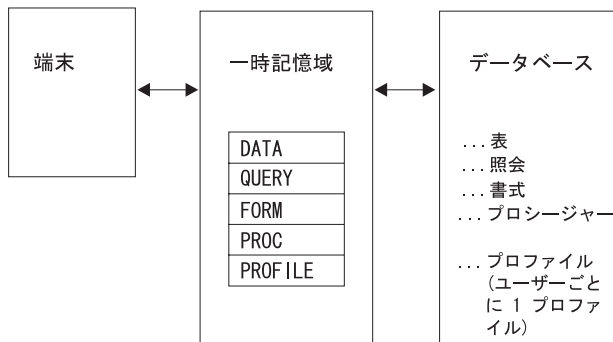 端末
一時記憶域
DATA
QUERY
FORM
PROC
PROFILE
データベース
...表
...照会
...書式
...プロシージャー
...プロファイル
(ユーザーごと
に 1 プロファ
イル)